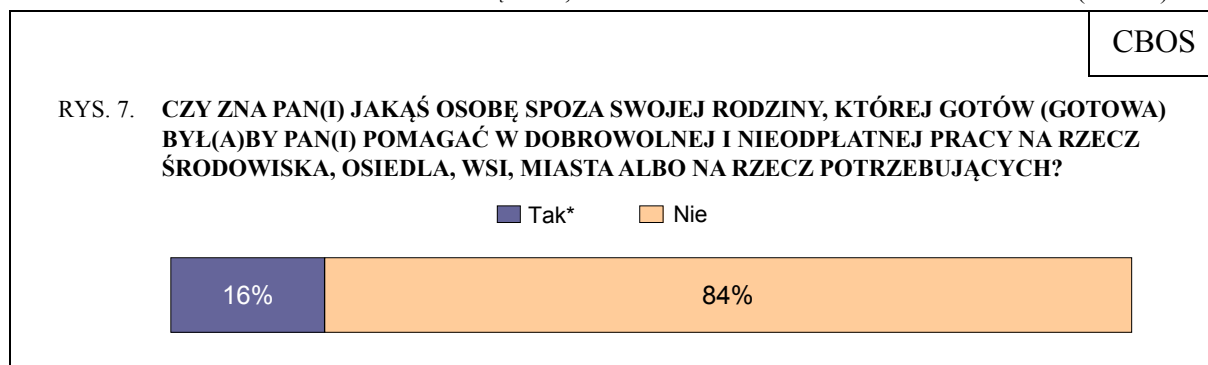 CBOS
RYS. 7. CZY ZNA PAN(I) JAKĄŚ OSOBĘ SPOZA SWOJEJ RODZINY, KTÓREJ GOTÓW (GOTOWA)
BYŁ(A)BY PAN(I) POMAGAĆ W DOBROWOLNEJ I NIEODPŁATNEJ PRACY NA RZECZ
ŚRODOWISKA, OSIEDLA, WSI, MIASTA ALBO NA RZECZ POTRZEBUJĄCYCH?
Tak* Nie
16% 84%